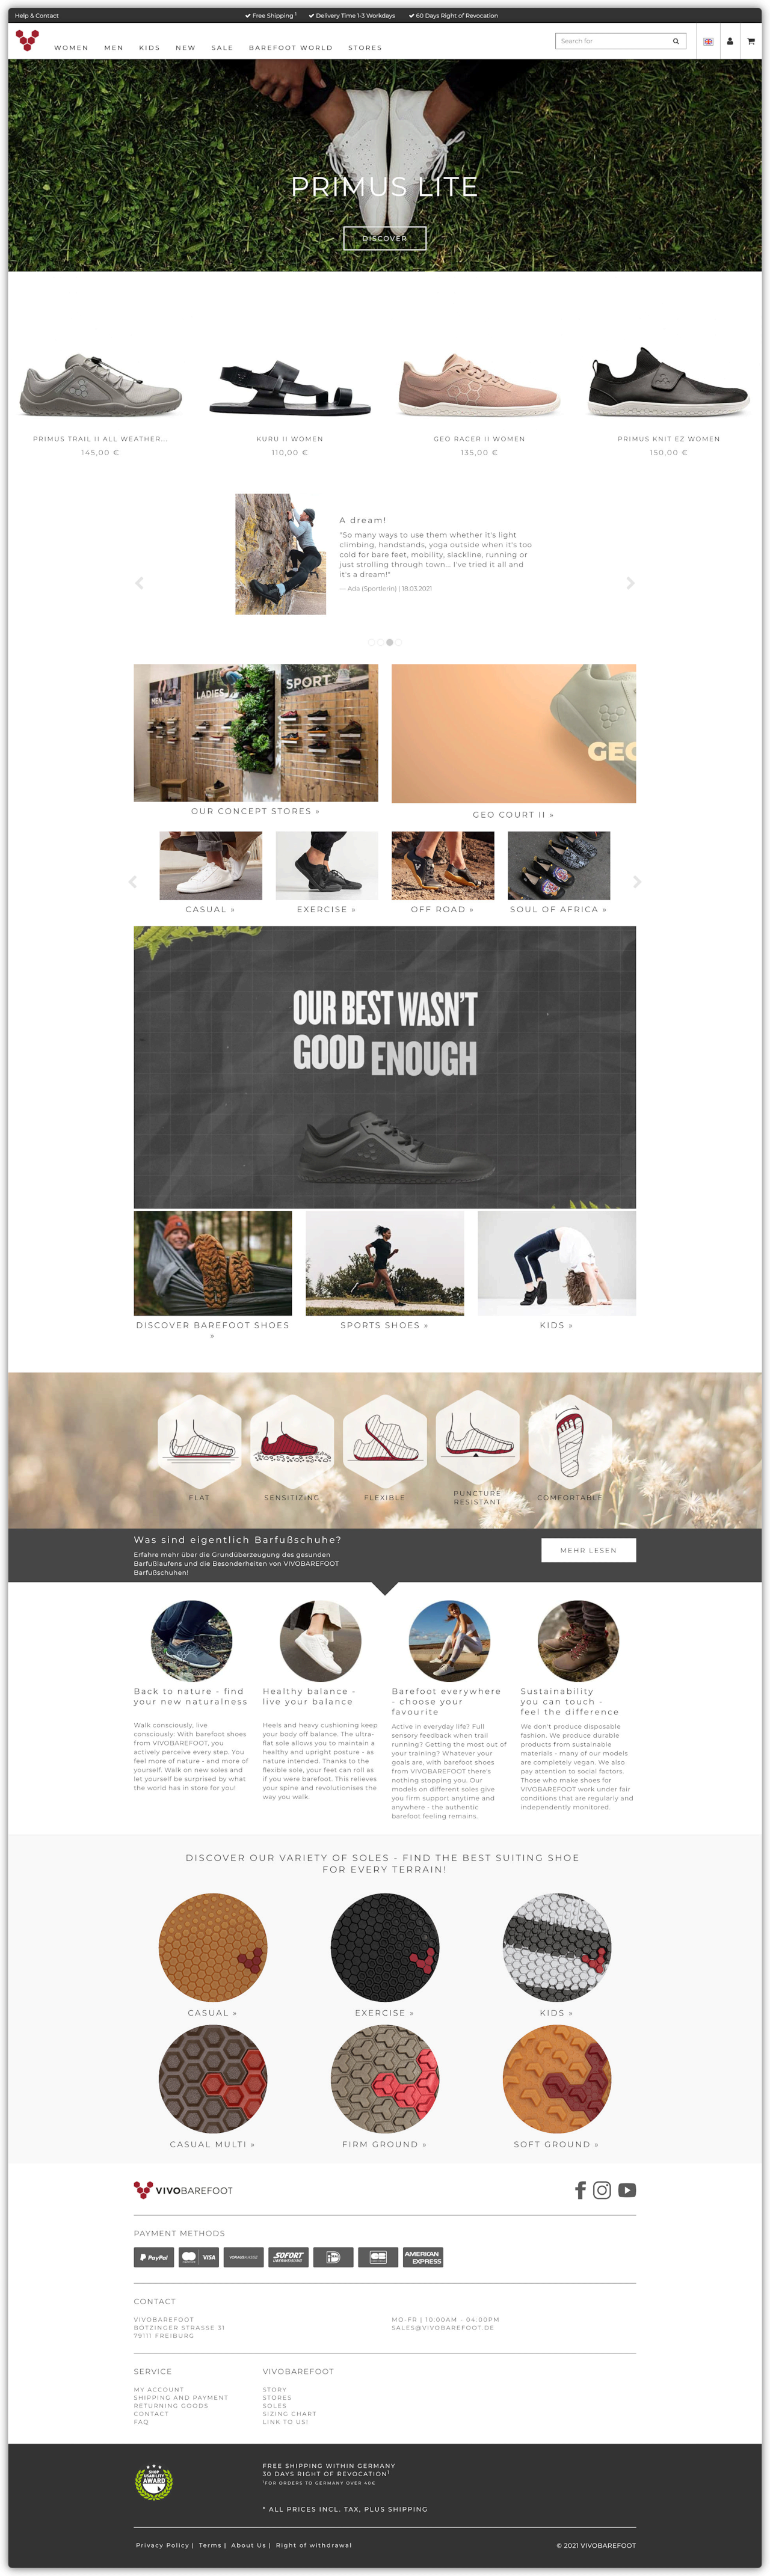 Help & Contact
✔ Free Shipping ¹ ✔ Delivery Time 1-3 Workdays ✔ 60 Days Right of Revocation
WOMEN MEN KIDS NEW SALE BAREFOOT WORLD STORES
Search for
PRIMUS LITE
DISCOVER
PRIMUS TRAIL II ALL WEATHER...
145,00 €
KURU II WOMEN
110,00 €
GEO RACER II WOMEN
135,00 €
PRIMUS KNIT EZ WOMEN
150,00 €
A dream!
"So many ways to use them whether it's light
climbing, handstands, yoga outside when it's too
cold for bare feet, mobility, slackline, running or
just strolling through town... I've tried it all and
it's a dream!"
— Ada (Sportlerin) | 18.03.2021
MEN
LADIES
SPORT
OUR CONCEPT STORES »
GEO
GEO COURT II »
CASUAL »
EXERCISE »
OFF ROAD »
SOUL OF AFRICA »
OUR BEST WASN'T
GOOD ENOUGH
DISCOVER BAREFOOT SHOES
»
SPORTS SHOES »
KIDS »
FLAT
SENSITIZING
FLEXIBLE
PUNCTURE
RESISTANT
COMFORTABLE
Was sind eigentlich Barfußschuhe?
Erfahre mehr über die Grundüberzeugung des gesunden
Barfußlaufens und die Besonderheiten von VIVOBAREFOOT
Barfußschuhen!
MEHR LESEN
Back to nature - find
your new naturalness
Walk consciously, live
consciously: With barefoot shoes
from VIVOBAREFOOT, you
actively perceive every step. You
feel more of nature - and more of
yourself. Walk on new soles and
let yourself be surprised by what
the world has in store for you!
Healthy balance -
live your balance
Heels and heavy cushioning keep
your body off balance. The ultra-
flat sole allows you to maintain a
healthy and upright posture - as
nature intended. Thanks to the
flexible sole, your feet can roll as
if you were barefoot. This relieves
your spine and revolutionises the
way you walk.
Barefoot everywhere
- choose your
favourite
Active in everyday life? Full
sensory feedback when trail
running? Getting the most out of
your training? Whatever your
goals are, with barefoot shoes
from VIVOBAREFOOT there's
nothing stopping you. Our
models on different soles give
you firm support anytime and
anywhere - the authentic
barefoot feeling remains.
Sustainability
you can touch -
feel the difference
We don't produce disposable
fashion. We produce durable
products from sustainable
materials - many of our models
are completely vegan. We also
pay attention to social factors.
Those who make shoes for
VIVOBAREFOOT work under fair
conditions that are regularly and
independently monitored.
DISCOVER OUR VARIETY OF SOLES - FIND THE BEST SUITING SHOE
FOR EVERY TERRAIN!
CASUAL »
EXERCISE »
KIDS »
CASUAL MULTI »
FIRM GROUND »
SOFT GROUND »
VIVOBAREFOOT
PAYMENT METHODS
PayPal
VISA
VORAUSKASSE
SOFORT
ÜBERWEISUNG
iD
CB
AMERICAN
EXPRESS
CONTACT
VIVOBAREFOOT
BÖTZINGER STRASSE 31
79111 FREIBURG
MO-FR | 10:00AM - 04:00PM
SALES@VIVOBAREFOOT.DE
SERVICE
MY ACCOUNT
SHIPPING AND PAYMENT
RETURNING GOODS
CONTACT
FAQ
VIVOBAREFOOT
STORY
STORES
SOLES
SIZING CHART
LINK TO US!
SHOP
USABILITY
AWARD
FREE SHIPPING WITHIN GERMANY
30 DAYS RIGHT OF REVOCATION¹
¹FOR ORDERS TO GERMANY OVER 40€
* ALL PRICES INCL. TAX, PLUS SHIPPING
Privacy Policy | Terms | About Us | Right of withdrawal
© 2021 VIVOBAREFOOT